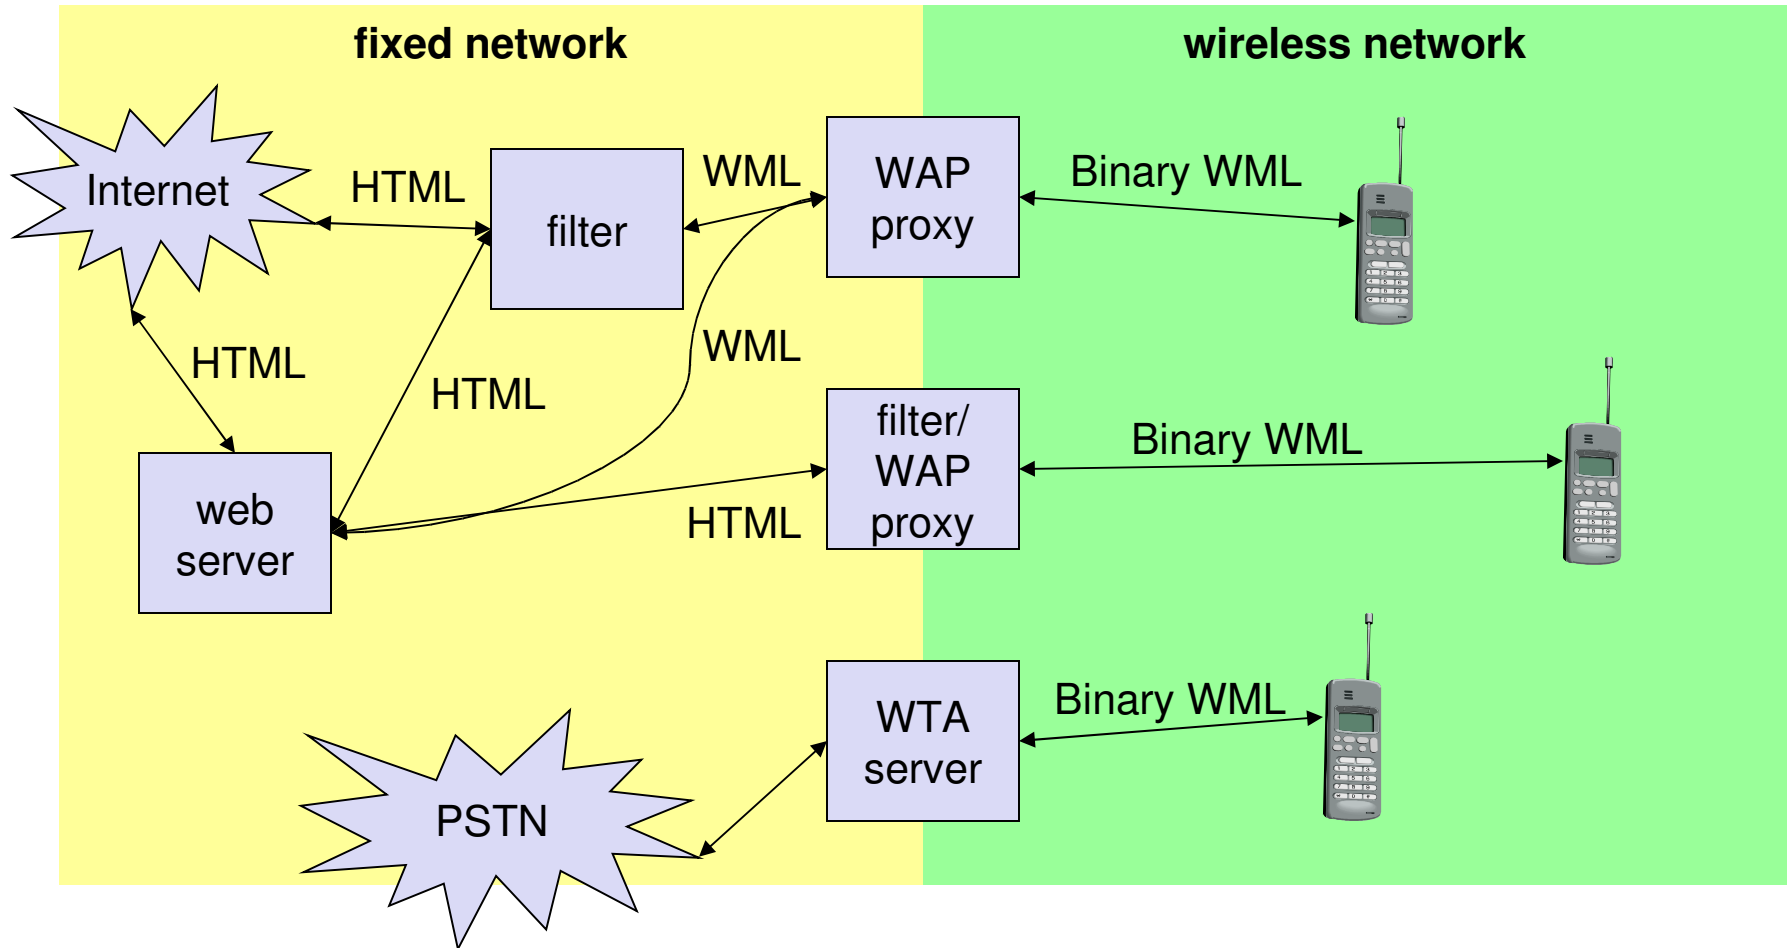 fixed network
wireless network
Internet
HTML
filter
WML
WAP
proxy
Binary WML
HTML
HTML
WML
web
server
HTML
filter/
WAP
proxy
Binary WML
PSTN
WTA
server
Binary WML